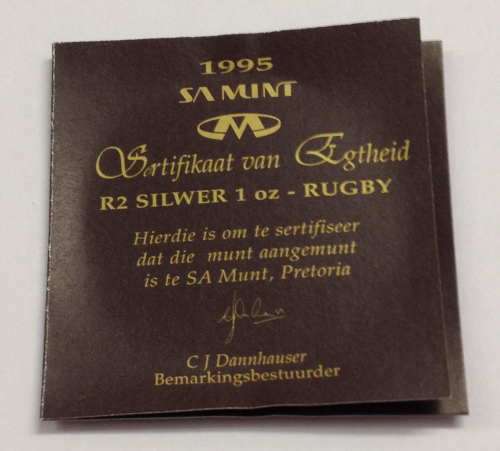 1995
SA MUNT
Sertifikaat van Egtheid
R2 SILWER 1 oz - RUGBY
Hierdie is om te sertifiseer
dat die munt aangemunt
is te SA Munt, Pretoria
C J Dannhauser
Bemarkingsbestuurder